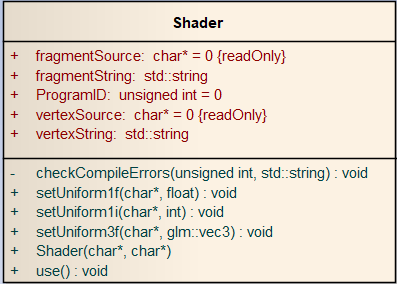 Shader
+ fragmentSource: char* = 0 {readOnly}
+ fragmentString: std::string
+ ProgramID: unsigned int = 0
+ vertexSource: char* = 0 {readOnly}
+ vertexString: std::string
- checkCompileErrors(unsigned int, std::string) : void
+ setUniform1f(char*, float) : void
+ setUniform1i(char*, int) : void
+ setUniform3f(char*, glm::vec3) : void
+ Shader(char*, char*)
+ use() : void